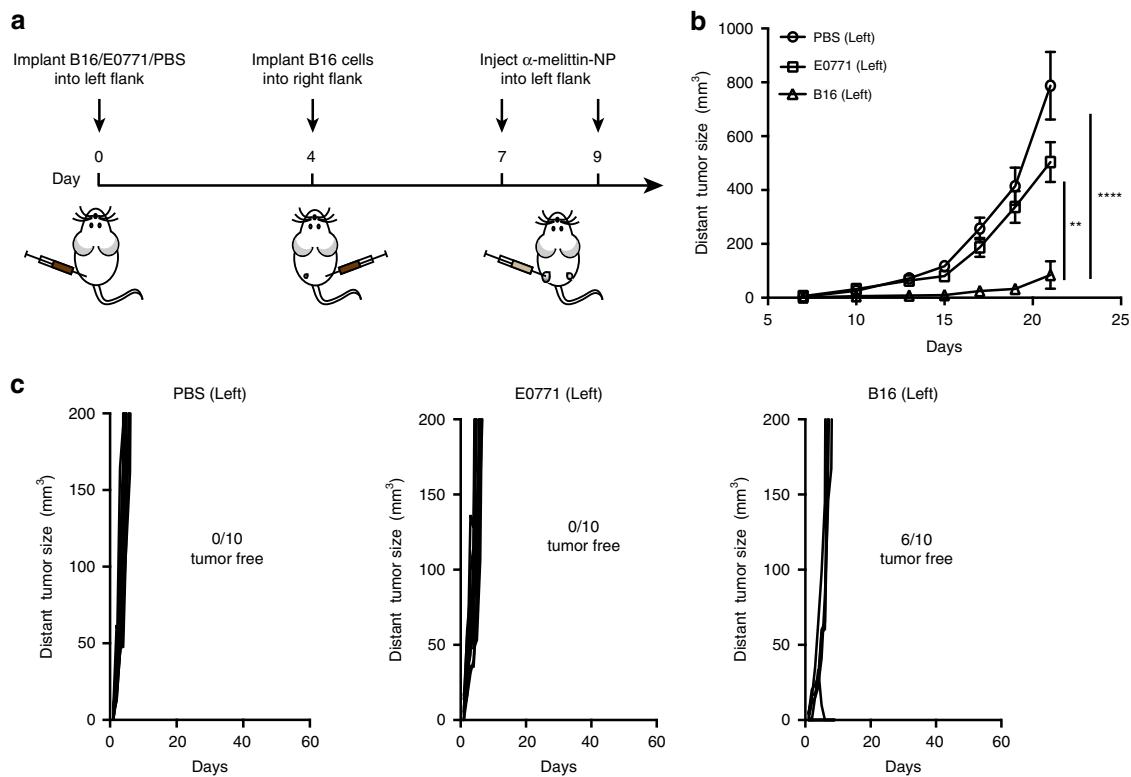 a
Implant B16/E0771/PBS
into left flank
Implant B16 cells
into right flank
Inject α-melittin-NP
into left flank
Day
0
4
7
9
b
1000
800
600
400
200
0
Distant tumor size (mm³)
PBS (Left)
E0771 (Left)
B16 (Left)
**
****
5
10
15
20
25
Days
c
PBS (Left)
200
150
100
50
0
Distant tumor size (mm³)
0/10
tumor free
0
20
40
60
Days
E0771 (Left)
200
150
100
50
0
Distant tumor size (mm³)
0/10
tumor free
0
20
40
60
Days
B16 (Left)
200
150
100
50
0
Distant tumor size (mm³)
6/10
tumor free
0
20
40
60
Days